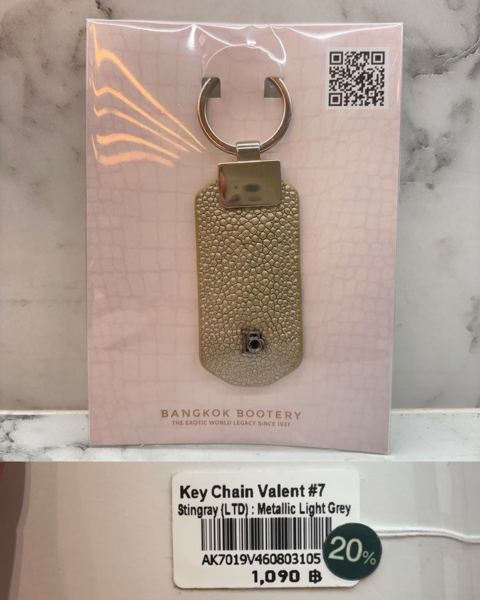 B
BANGKOK BOOTERY
THE EXOTIC WORLD LEGACY SINCE 1937
Key Chain Valent #7
Stingray (LTD) : Metallic Light Grey
AK7019V460803105
20%
1,090 ฿